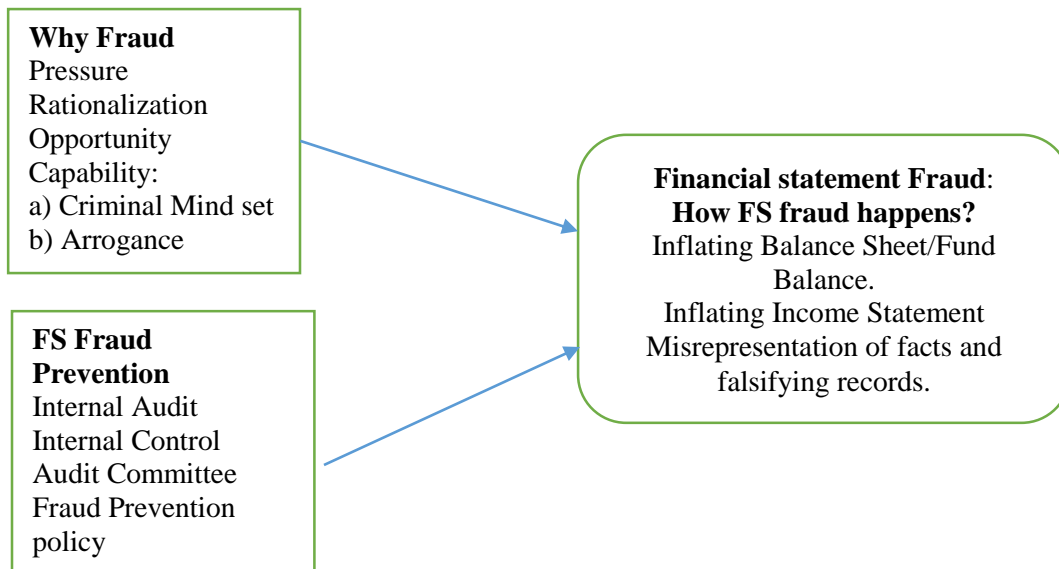 Why Fraud
Pressure
Rationalization
Opportunity
Capability:
a) Criminal Mind set
b) Arrogance
FS Fraud
Prevention
Internal Audit
Internal Control
Audit Committee
Fraud Prevention
policy
Financial statement Fraud:
How FS fraud happens?
Inflating Balance Sheet/Fund
Balance.
Inflating Income Statement
Misrepresentation of facts and
falsifying records.